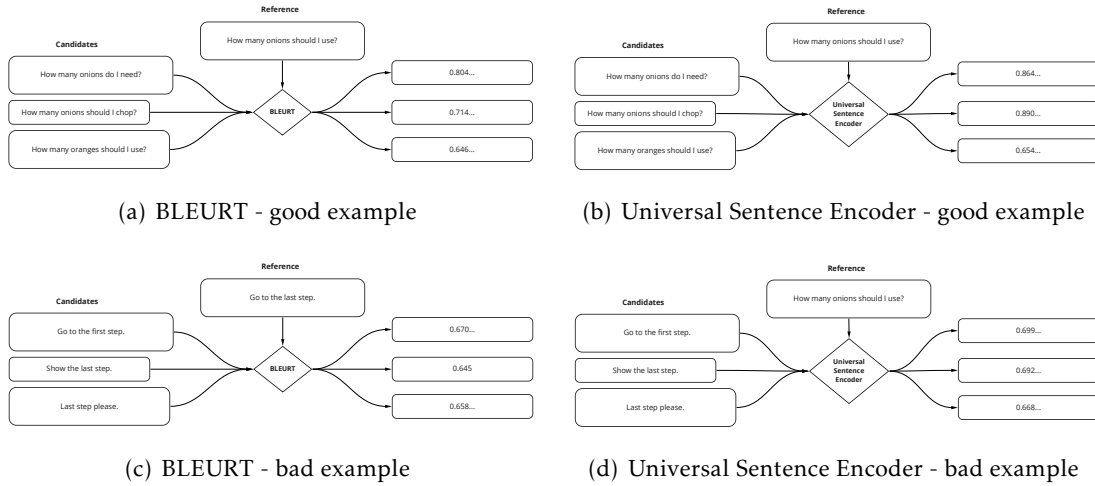 Reference
How many onions should I use?
Candidates
How many onions do I need?
How many onions should I chop?
How many oranges should I use?
BLEURT
0.804...
0.714...
0.646...
(a) BLEURT - good example
Reference
How many onions should I use?
Candidates
How many onions do I need?
How many onions should I chop?
How many oranges should I use?
Universal
Sentence
Encoder
0.864...
0.890...
0.654...
(b) Universal Sentence Encoder - good example
Reference
Go to the last step.
Candidates
Go to the first step.
Show the last step.
Last step please.
BLEURT
0.670...
0.645
0.658...
(c) BLEURT - bad example
Reference
How many onions should I use?
Candidates
Go to the first step.
Show the last step.
Last step please.
Universal
Sentence
Encoder
0.699...
0.692...
0.668...
(d) Universal Sentence Encoder - bad example